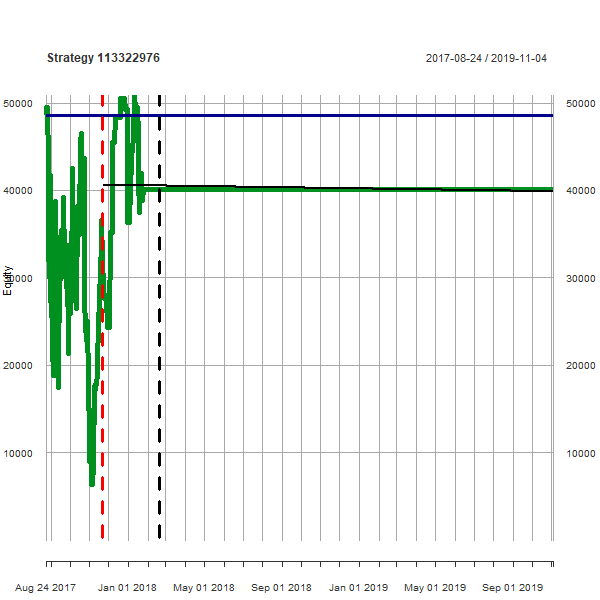 Strategy 113322976 2017-08-24 / 2019-11-04
50000 50000
40000 40000
30000 30000
Equity
20000 20000
10000 10000
Aug 24 2017 Jan 01 2018 May 01 2018 Sep 01 2018 Jan 01 2019 May 01 2019 Sep 01 2019